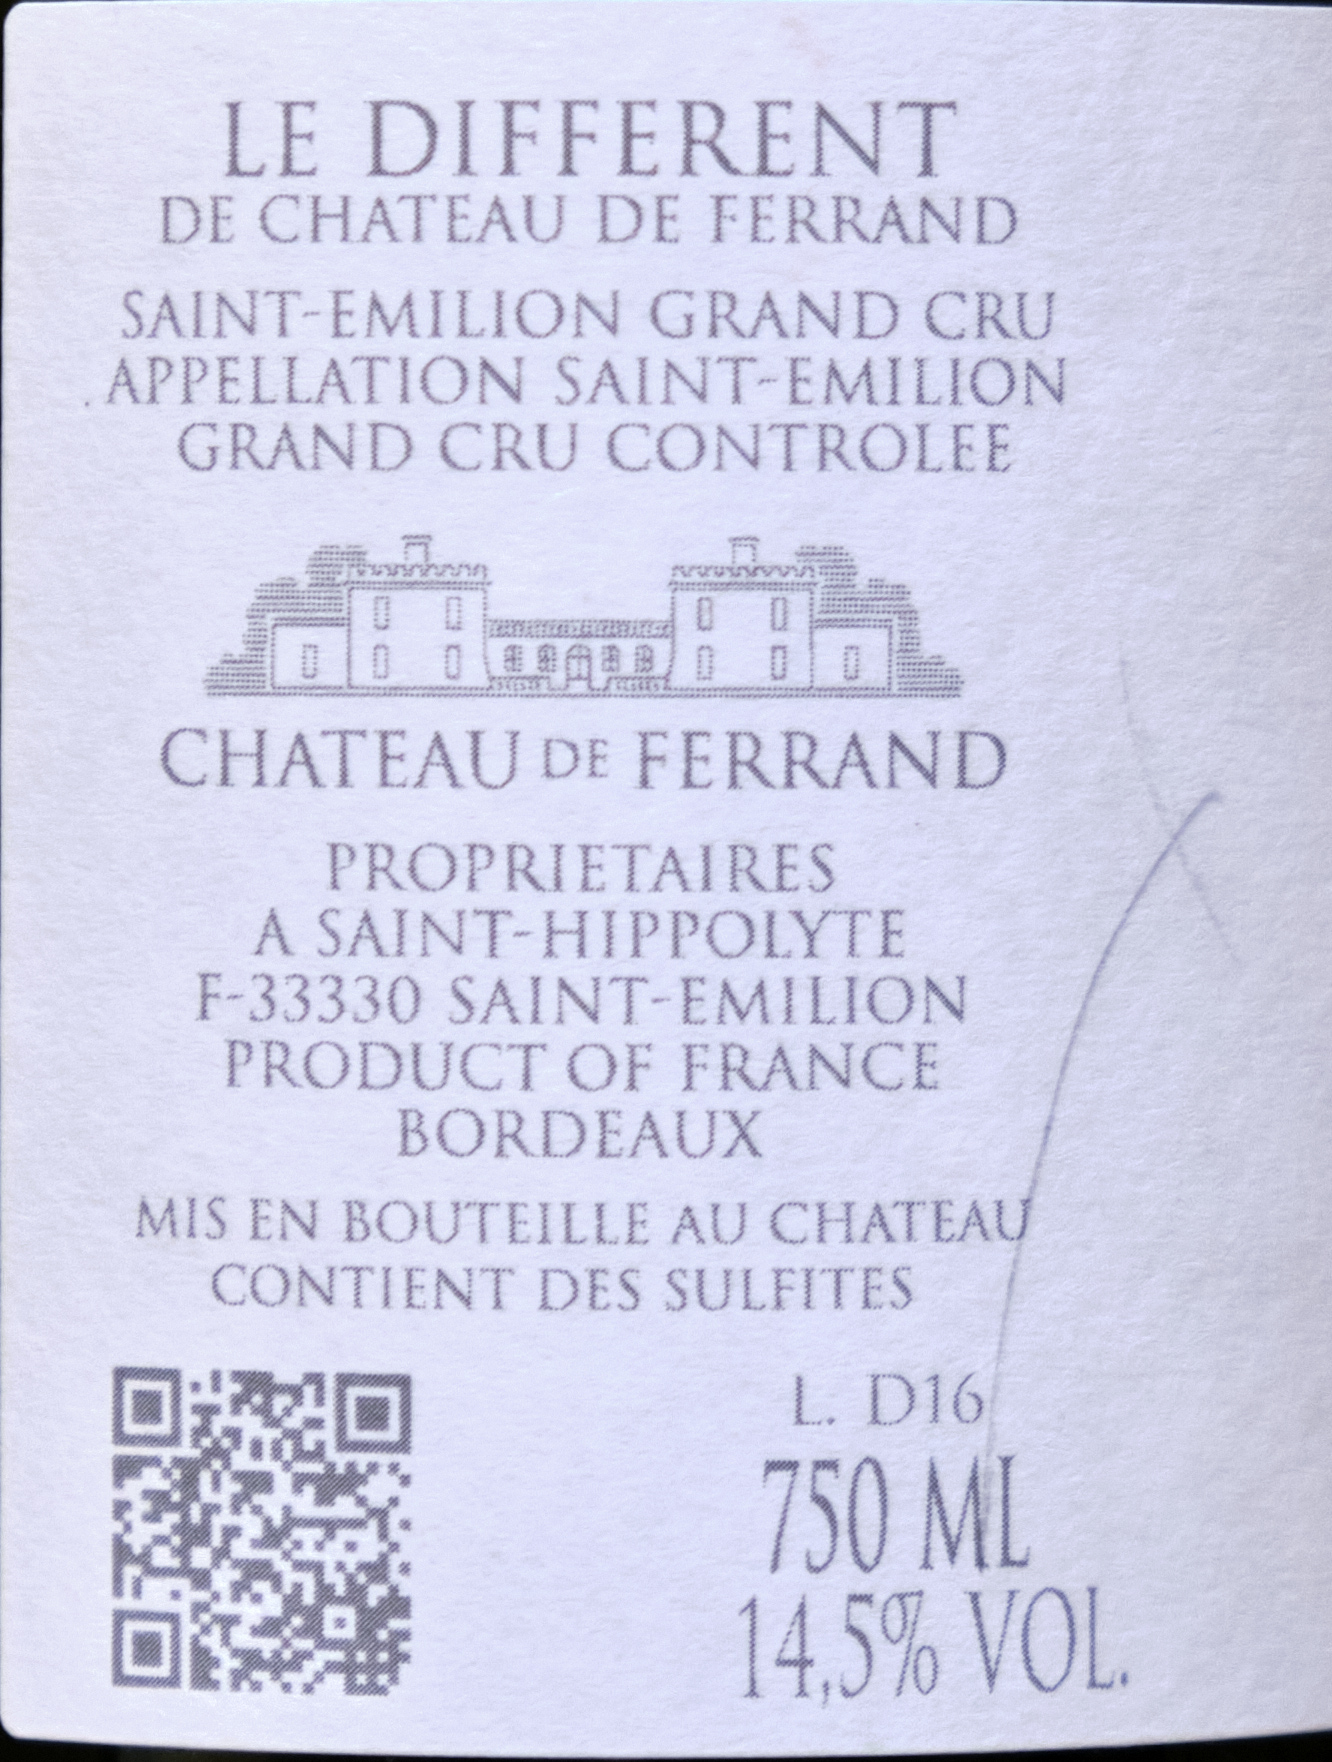 LE DIFFERENT
DE CHATEAU DE FERRAND
SAINT-EMILION GRAND CRU
APPELLATION SAINT-EMILION
GRAND CRU CONTROLEE
CHATEAU DE FERRAND
PROPRIETAIRES
A SAINT-HIPPOLYTE
F-33330 SAINT-EMILION
PRODUCT OF FRANCE
BORDEAUX
MIS EN BOUTEILLE AU CHATEAU
CONTIENT DES SULFITES
L. D16
750 ML
14,5% VOL.